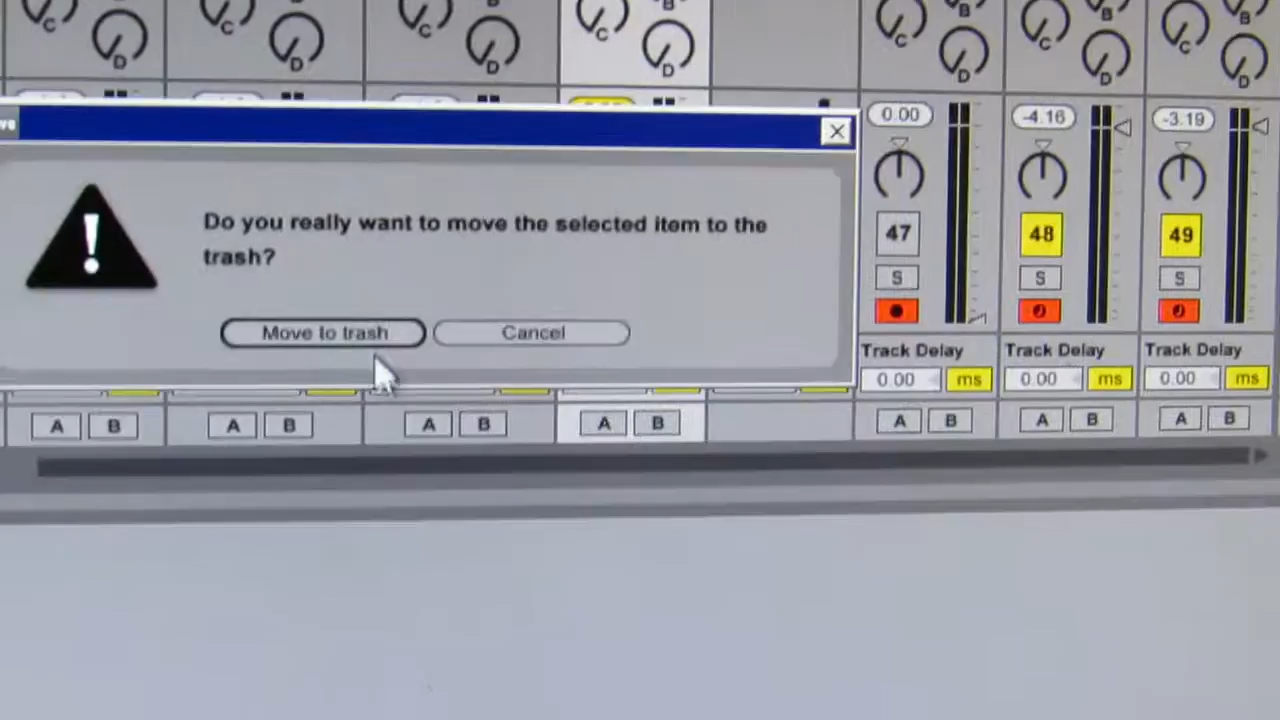 C D C D C D B C D B C D B C D B C D
0.00 -4.16 -3.19
Do you really want to move the selected item to the
trash?
Move to trash Cancel
47 48 49
S S S
Track Delay Track Delay Track Delay
0.00 ms 0.00 ms 0.00 ms
A B A B A B A B A B A B A B